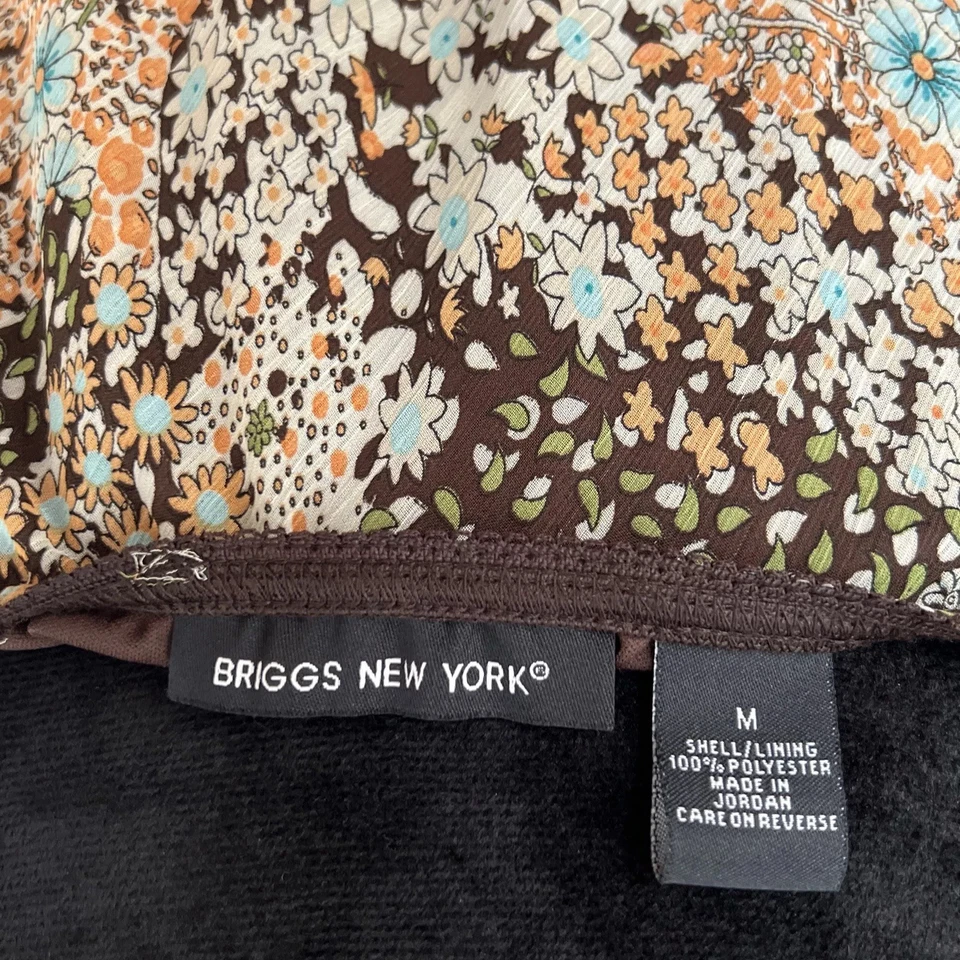 BRIGGS NEW YORK®
M
SHELL/LINING
100% POLYESTER
MADE IN
JORDAN
CARE ON REVERSE